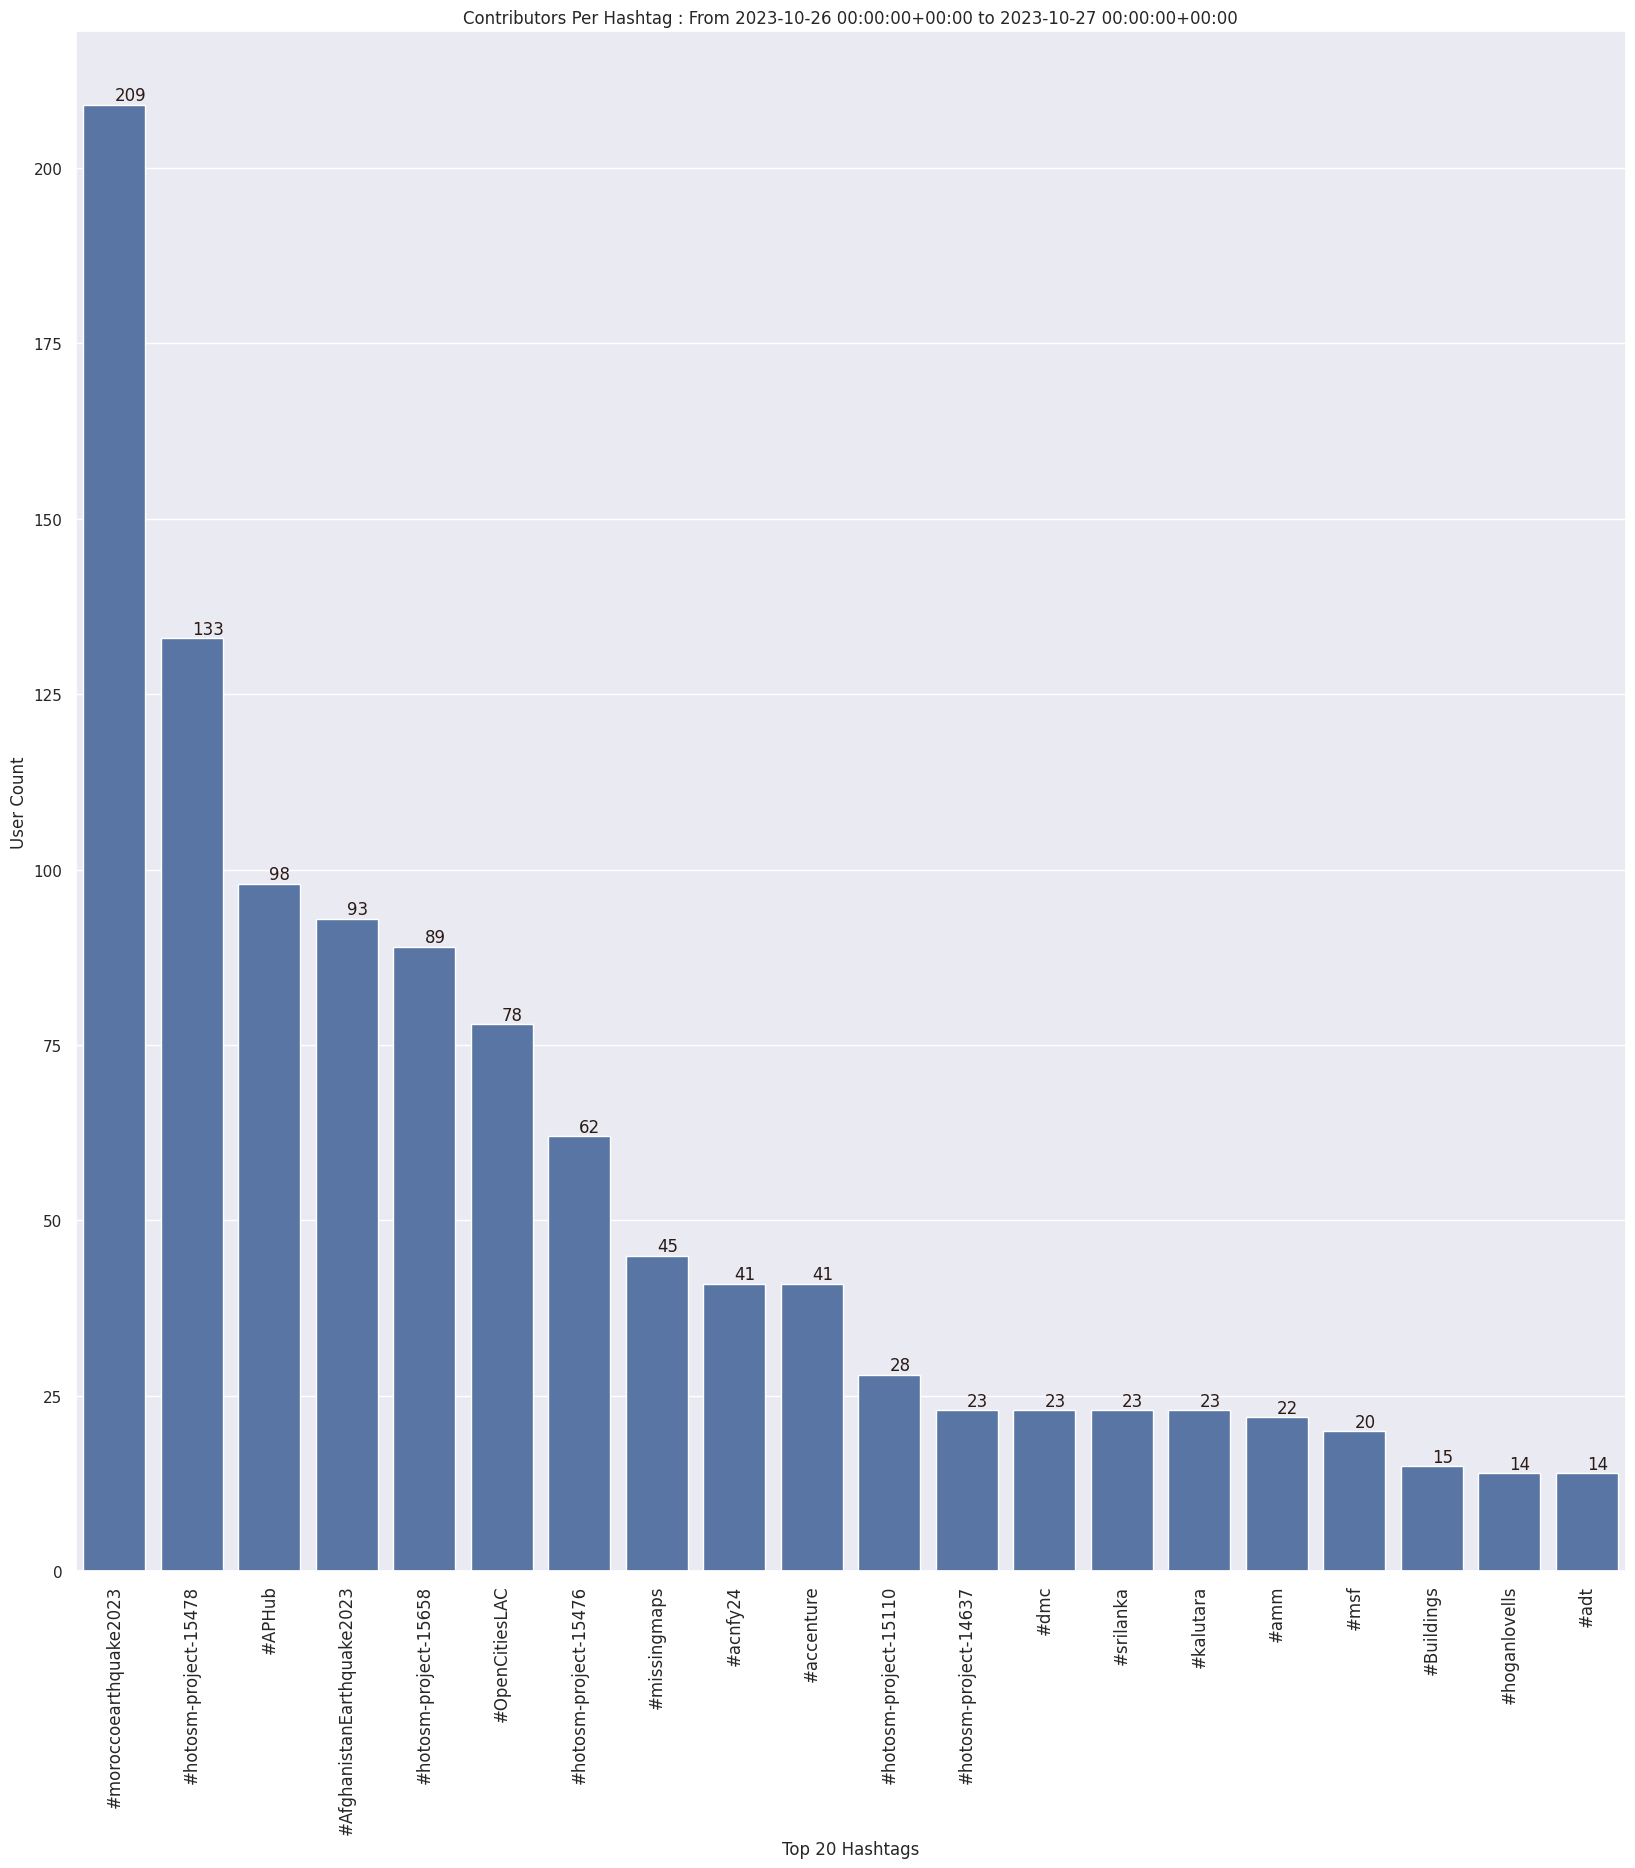 Contributors Per Hashtag : From 2023-10-26 00:00:00+00:00 to 2023-10-27 00:00:00+00:00
User Count
200
175
150
125
100
75
50
25
0
209
133
98
93
89
78
62
45
41
41
28
23
23
23
23
22
20
15
14
14
#moroccoearthquake2023
#hotosm-project-15478
#APHub
#AfghanistanEarthquake2023
#hotosm-project-15658
#OpenCitiesLAC
#hotosm-project-15476
#missingmaps
#acnfy24
#accenture
#hotosm-project-15110
#hotosm-project-14637
#dmc
#srilanka
#kalutara
#amm
#msf
#Buildings
#hoganlovells
#adt
Top 20 Hashtags